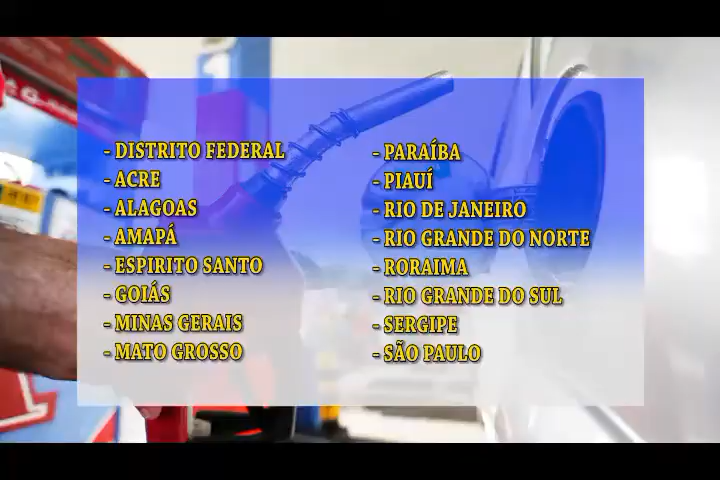 - DISTRITO FEDERAL
- ACRE
- ALAGOAS
- AMAPÁ
- ESPIRITO SANTO
- GOIÁS
- MINAS GERAIS
- MATO GROSSO
- PARAÍBA
- PIAUÍ
- RIO DE JANEIRO
- RIO GRANDE DO NORTE
- RORAIMA
- RIO GRANDE DO SUL
- SERGIPE
- SÃO PAULO